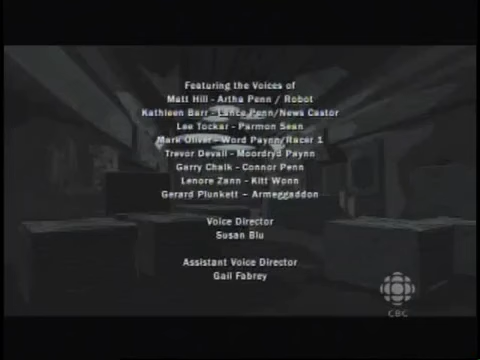 Featuring the Voices of
Matt Hill - Artha Penn / Robot
Kathleen Barr - Lance Penn/News Castor
Lee Tockar - Parmon Sean
Mark Oliver - Word Paynn/Racer 1
Trevor Devall - Moordryd Paynn
Garry Chalk - Connor Penn
Lenore Zann - Kitt Wonn
Gerard Plunkett - Armeggaddon
Voice Director
Susan Blu
Assistant Voice Director
Gail Fabrey
CBC